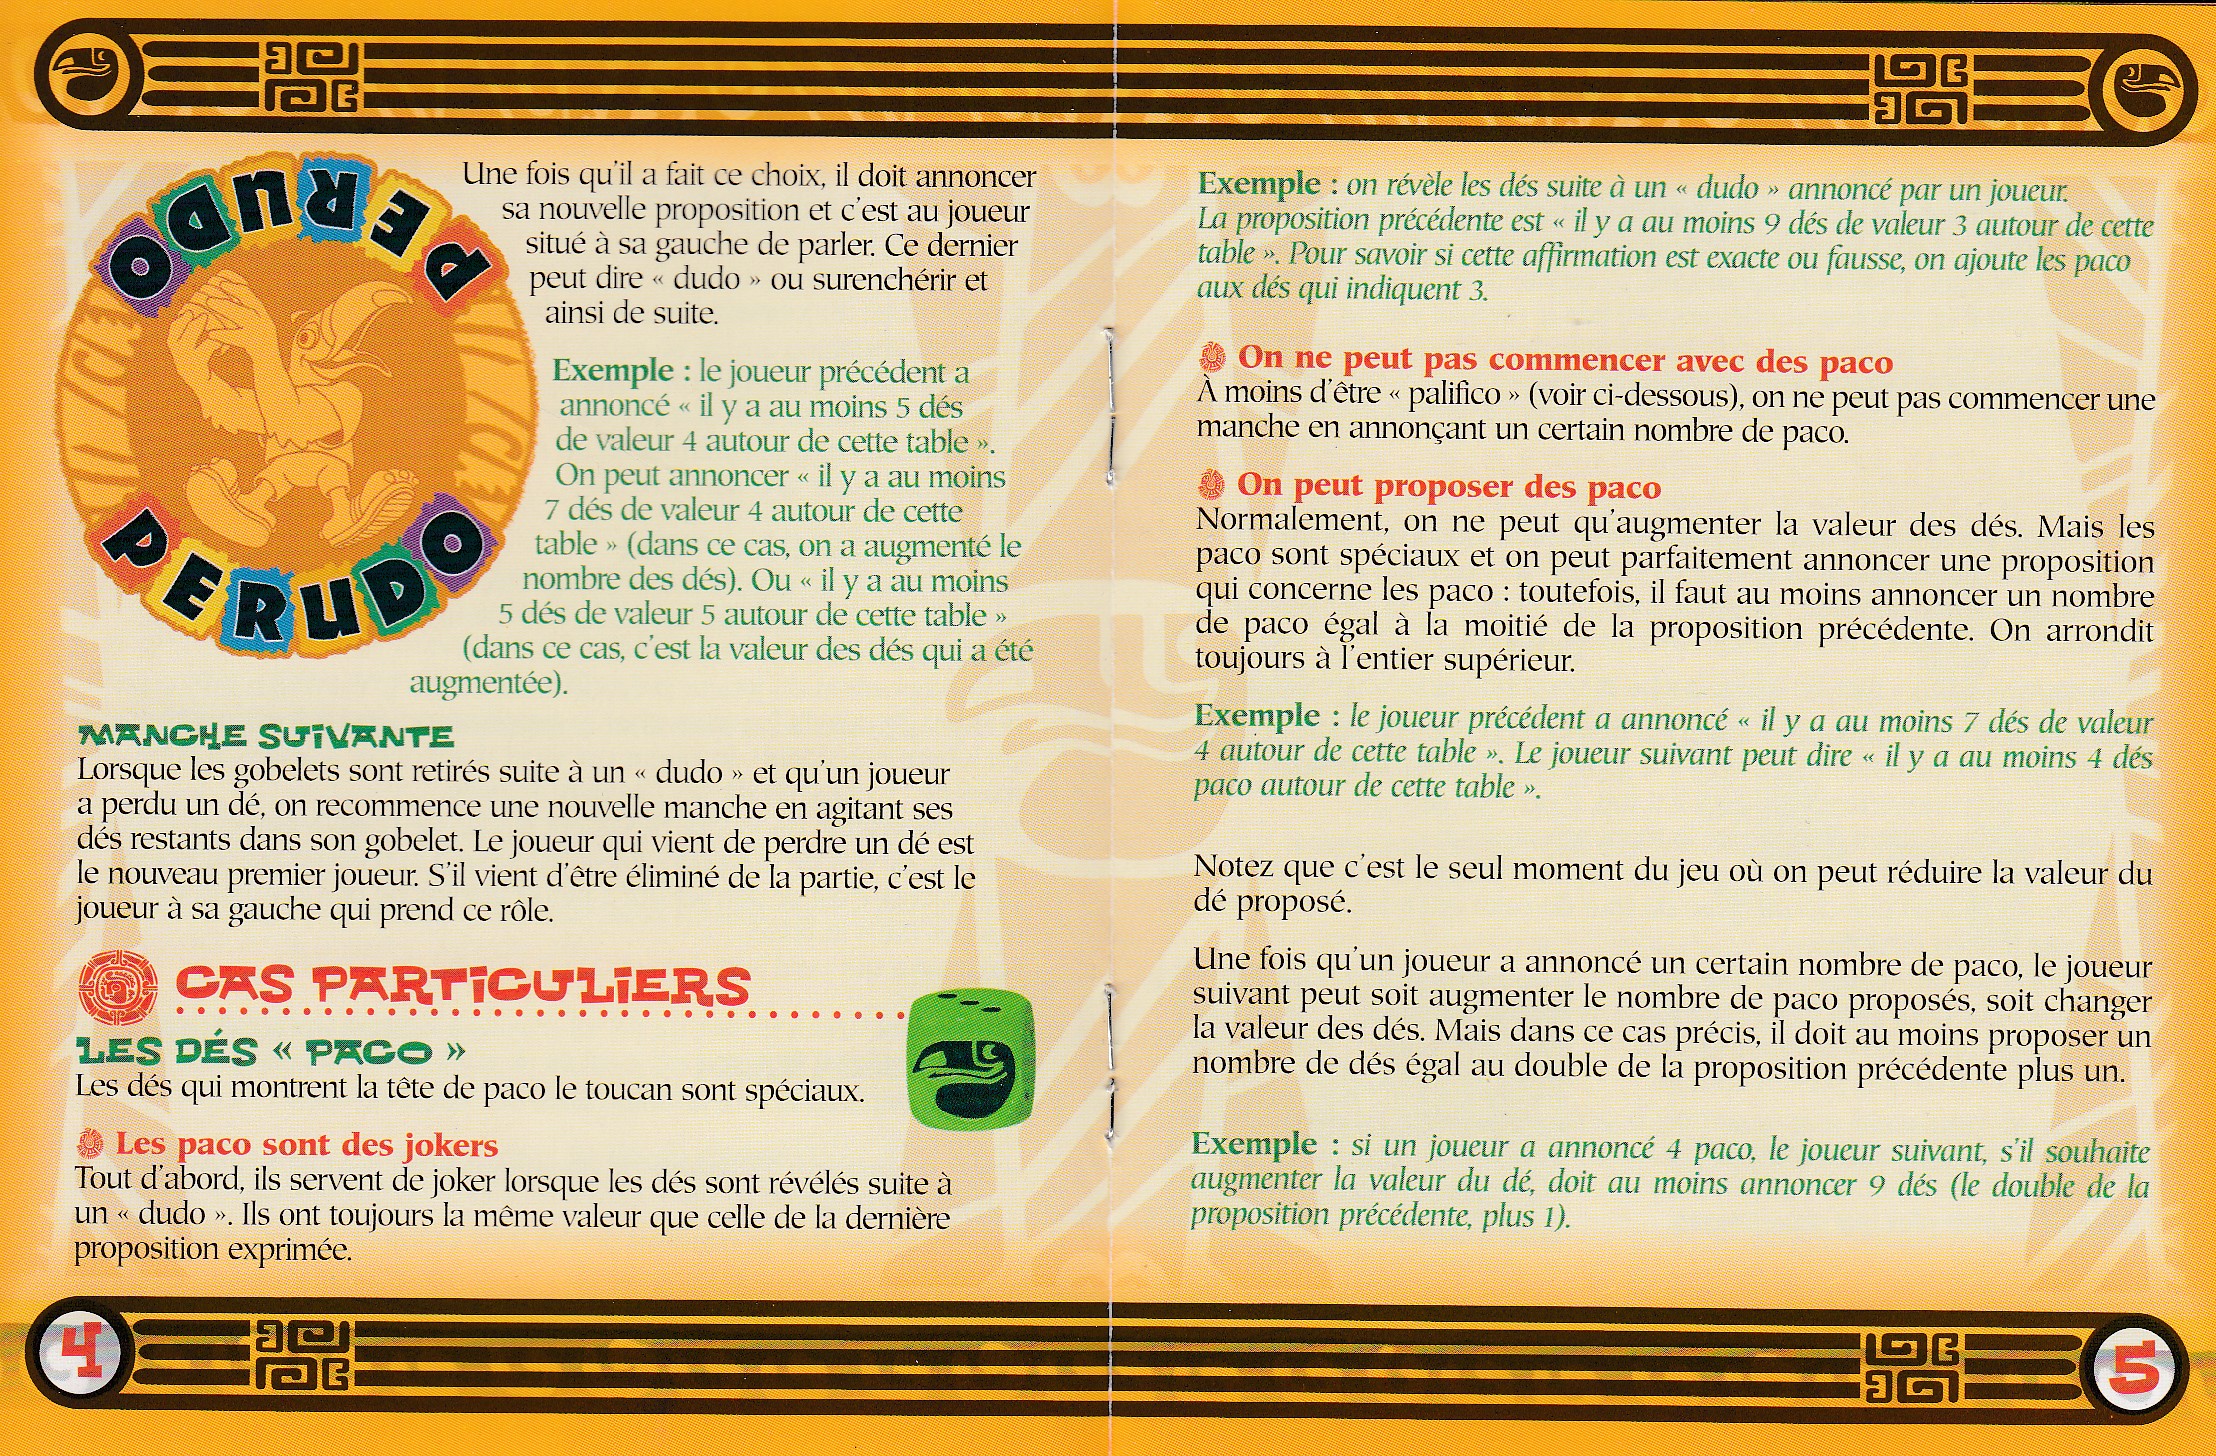 PERUDO
PERUDO
Une fois qu'il a fait ce choix, il doit annoncer
sa nouvelle proposition et c'est au joueur
situé à sa gauche de parler. Ce dernier
peut dire « dudo » ou surenchérir et
ainsi de suite.
Exemple : le joueur précédent a
annoncé « il y a au moins 5 dés
de valeur 4 autour de cette table ».
On peut annoncer « il y a au moins
7 dés de valeur 4 autour de cette
table » (dans ce cas, on a augmenté le
nombre des dés). Ou « il y a au moins
5 dés de valeur 5 autour de cette table »
(dans ce cas, c'est la valeur des dés qui a été
augmentée).
MANCHE SUIVANTE
Lorsque les gobelets sont retirés suite à un « dudo » et qu'un joueur
a perdu un dé, on recommence une nouvelle manche en agitant ses
dés restants dans son gobelet. Le joueur qui vient de perdre un dé est
le nouveau premier joueur. S'il vient d'être éliminé de la partie, c'est le
joueur à sa gauche qui prend ce rôle.
CAS PARTICULIERS
LES DÉS « PACO »
Les dés qui montrent la tête de paco le toucan sont spéciaux.
Les paco sont des jokers
Tout d'abord, ils servent de joker lorsque les dés sont révélés suite à
un « dudo ». Ils ont toujours la même valeur que celle de la dernière
proposition exprimée.
4
Exemple : on révèle les dés suite à un « dudo » annoncé par un joueur.
La proposition précédente est « il y a au moins 9 dés de valeur 3 autour de cette
table ». Pour savoir si cette affirmation est exacte ou fausse, on ajoute les paco
aux dés qui indiquent 3.
On ne peut pas commencer avec des paco
À moins d'être « palifico » (voir ci-dessous), on ne peut pas commencer une
manche en annonçant un certain nombre de paco.
On peut proposer des paco
Normalement, on ne peut qu'augmenter la valeur des dés. Mais les
paco sont spéciaux et on peut parfaitement annoncer une proposition
qui concerne les paco : toutefois, il faut au moins annoncer un nombre
de paco égal à la moitié de la proposition précédente. On arrondit
toujours à l'entier supérieur.
Exemple : le joueur précédent a annoncé « il y a au moins 7 dés de valeur
4 autour de cette table ». Le joueur suivant peut dire « il y a au moins 4 dés
paco autour de cette table ».
Notez que c'est le seul moment du jeu où on peut réduire la valeur du
dé proposé.
Une fois qu'un joueur a annoncé un certain nombre de paco, le joueur
suivant peut soit augmenter le nombre de paco proposés, soit changer
la valeur des dés. Mais dans ce cas précis, il doit au moins proposer un
nombre de dés égal au double de la proposition précédente plus un.
Exemple : si un joueur a annoncé 4 paco, le joueur suivant, s'il souhaite
augmenter la valeur du dé, doit au moins annoncer 9 dés (le double de la
proposition précédente, plus 1).
5